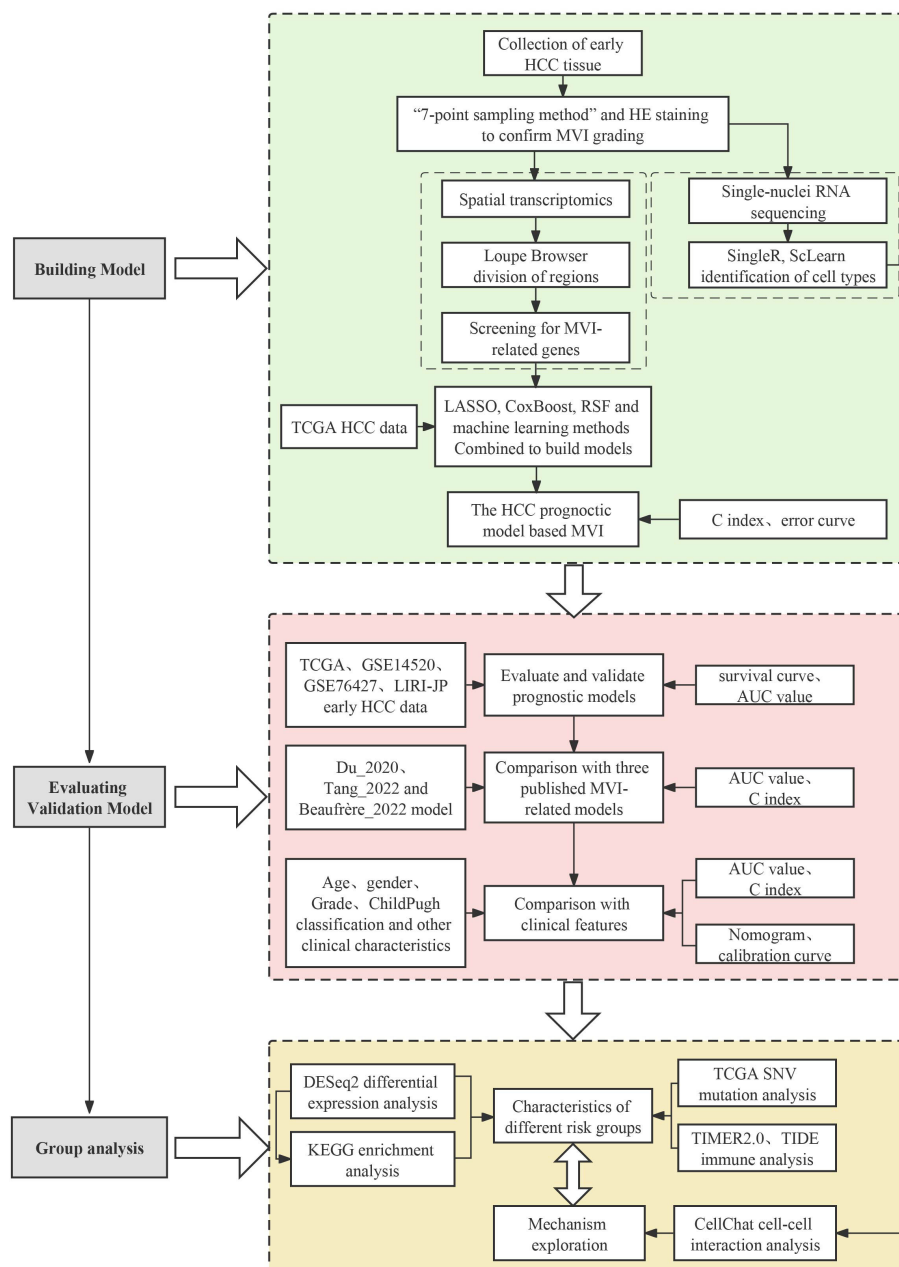 Collection of early
HCC tissue
“7-point sampling method” and HE staining
to confirm MVI grading
Spatial transcriptomics
Single-nuclei RNA
sequencing
Building Model
Loupe Browser
division of regions
SingleR, ScLearn
identification of cell types
Screening for MVI-
related genes
TCGA HCC data
LASSO, CoxBoost, RSF and
machine learning methods
Combined to build models
The HCC prognoctic
model based MVI
C index、error curve
TCGA、GSE14520、
GSE76427、LIRI-JP
early HCC data
Evaluate and validate
prognostic models
survival curve、
AUC value
Evaluating
Validation Model
Du_2020、
Tang_2022 and
Beaufrère_2022 model
Comparison with three
published MVI-
related models
AUC value、
C index
Age、gender、
Grade、ChildPugh
classification and other
clinical characteristics
Comparison with
clinical features
AUC value、
C index
Nomogram、
calibration curve
Group analysis
DESeq2 differential
expression analysis
KEGG enrichment
analysis
Characteristics of
different risk groups
TCGA SNV
mutation analysis
TIMER2.0、TIDE
immune analysis
Mechanism
exploration
CellChat cell-cell
interaction analysis